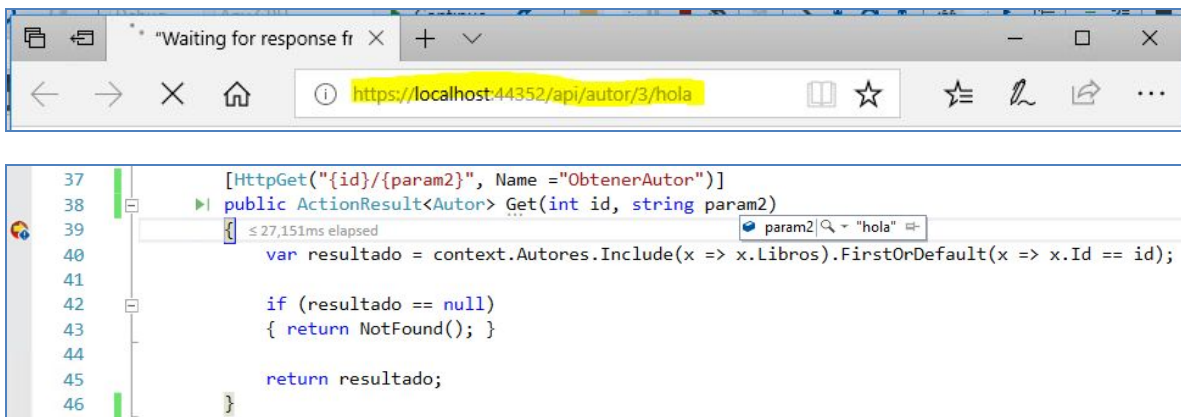 "Waiting for response fr
https://localhost:44352/api/autor/3/hola
37 [HttpGet("{id}/{param2}", Name ="ObtenerAutor")]
38 public ActionResult<Autor> Get(int id, string param2)
39 { ≤ 27,151ms elapsed param2 "hola"
40 var resultado = context.Autores.Include(x => x.Libros).FirstOrDefault(x => x.Id == id);
41
42 if (resultado == null)
43 { return NotFound(); }
44
45 return resultado;
46 }